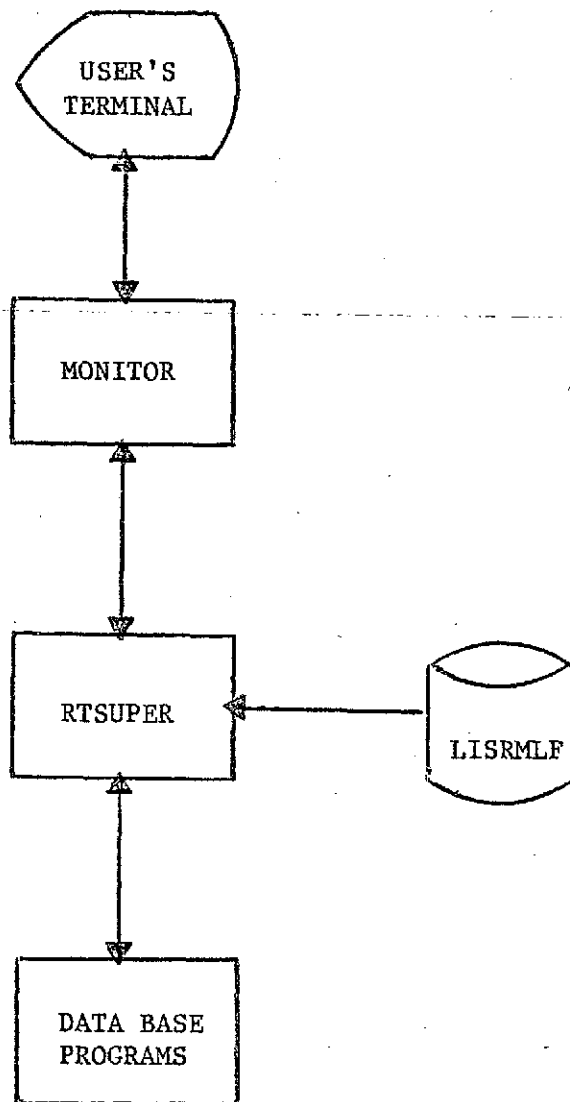 USER'S
TERMINAL
MONITOR
RTSUPER
LISRMLF
DATA BASE
PROGRAMS